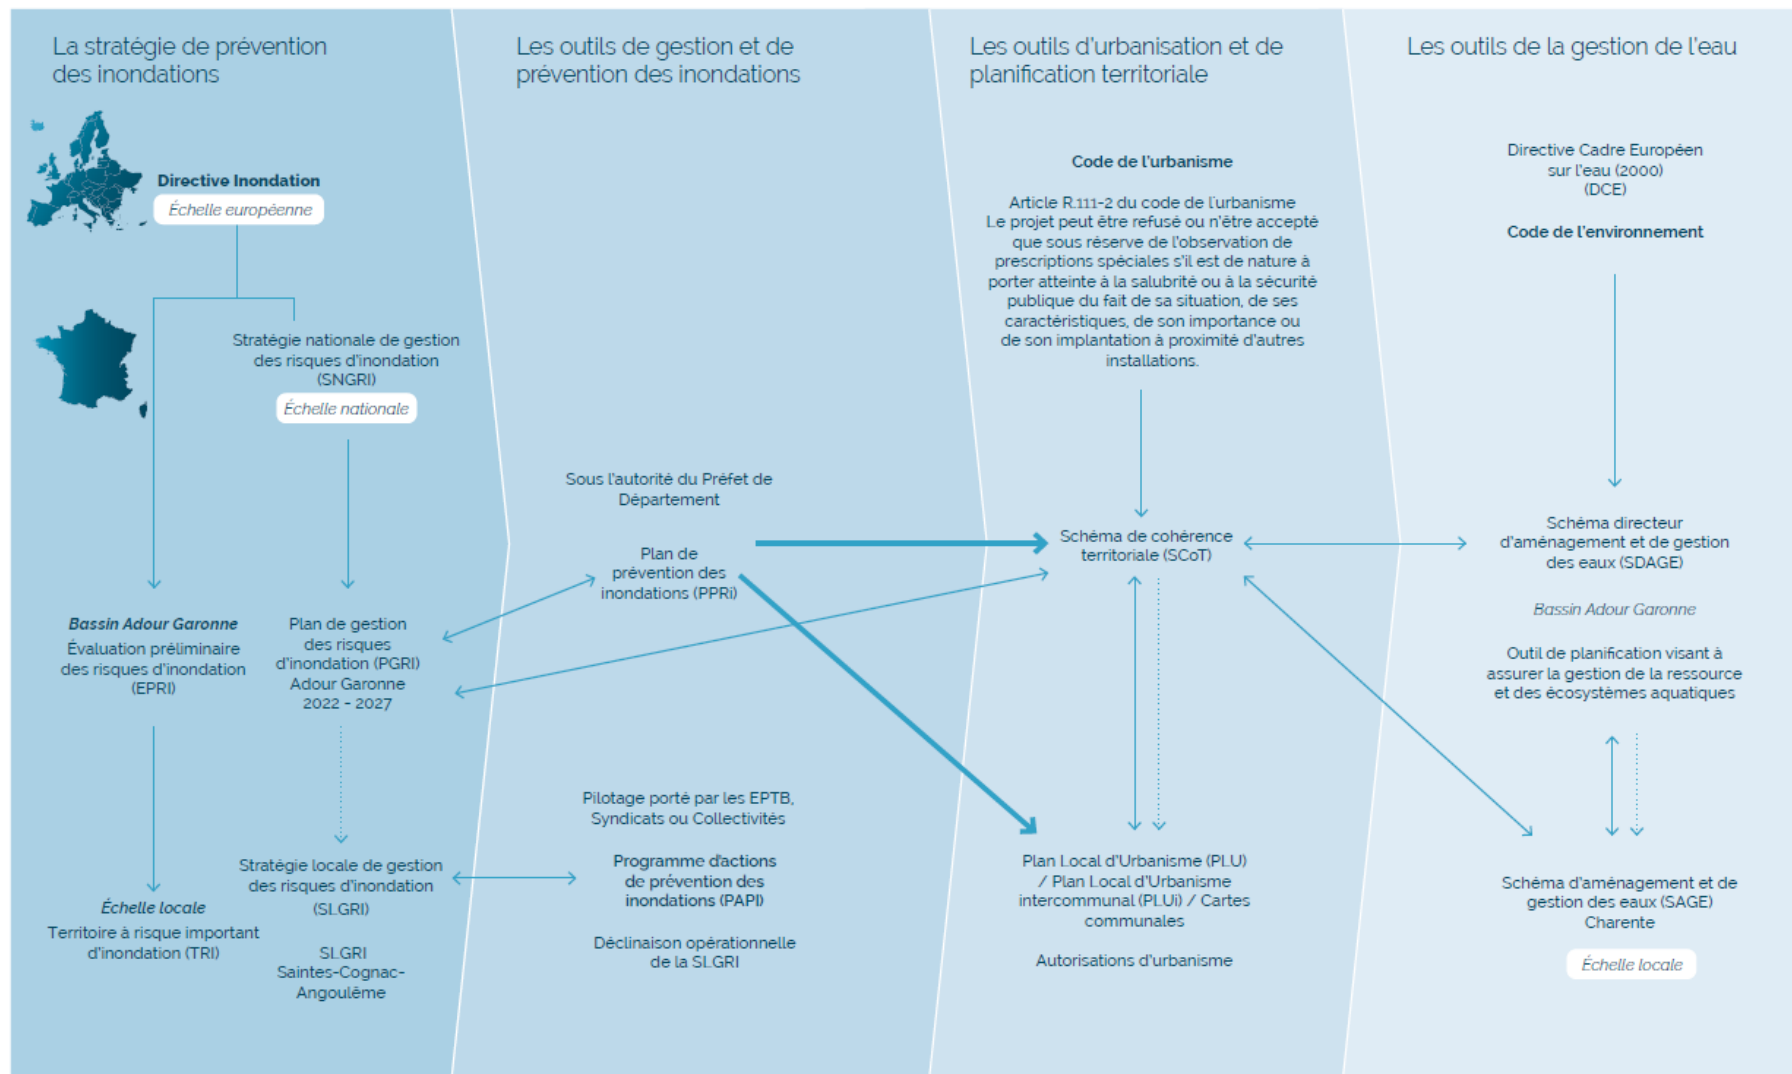 La stratégie de prévention
des inondations
Directive Inondation
Échelle européenne
Stratégie nationale de gestion
des risques d'inondation
(SNGRI)
Échelle nationale
Bassin Adour Garonne
Évaluation préliminaire
des risques d'inondation
(EPRI)
Plan de gestion
des risques
d'inondation (PGRI)
Adour Garonne
2022 - 2027
Échelle locale
Territoire à risque important
d'inondation (TRI)
Stratégie locale de gestion
des risques d'inondation
(SLGRI)
SLGRI
Saintes-Cognac-
Angoulême
Les outils de gestion et de
prévention des inondations
Sous l'autorité du Préfet de
Département
Plan de
prévention des
inondations (PPRi)
Pilotage porté par les EPTB,
Syndicats ou Collectivités
Programme d'actions
de prévention des
inondations (PAPI)
Déclinaison opérationnelle
de la SLGRI
Les outils d'urbanisation et de
planification territoriale
Code de l'urbanisme
Article R.111-2 du code de l'urbanisme
Le projet peut être refusé ou n'être accepté
que sous réserve de l'observation de
prescriptions spéciales s'il est de nature à
porter atteinte à la salubrité ou à la sécurité
publique du fait de sa situation, de ses
caractéristiques, de son importance ou
de son implantation à proximité d'autres
installations.
Schéma de cohérence
territoriale (SCoT)
Plan Local d'Urbanisme (PLU)
/ Plan Local d'Urbanisme
intercommunal (PLUi) / Cartes
communales
Autorisations d'urbanisme
Les outils de la gestion de l'eau
Directive Cadre Européen
sur l'eau (2000)
(DCE)
Code de l'environnement
Schéma directeur
d'aménagement et de gestion
des eaux (SDAGE)
Bassin Adour Garonne
Outil de planification visant à
assurer la gestion de la ressource
et des écosystèmes aquatiques
Schéma d'aménagement et de
gestion des eaux (SAGE)
Charente
Échelle locale